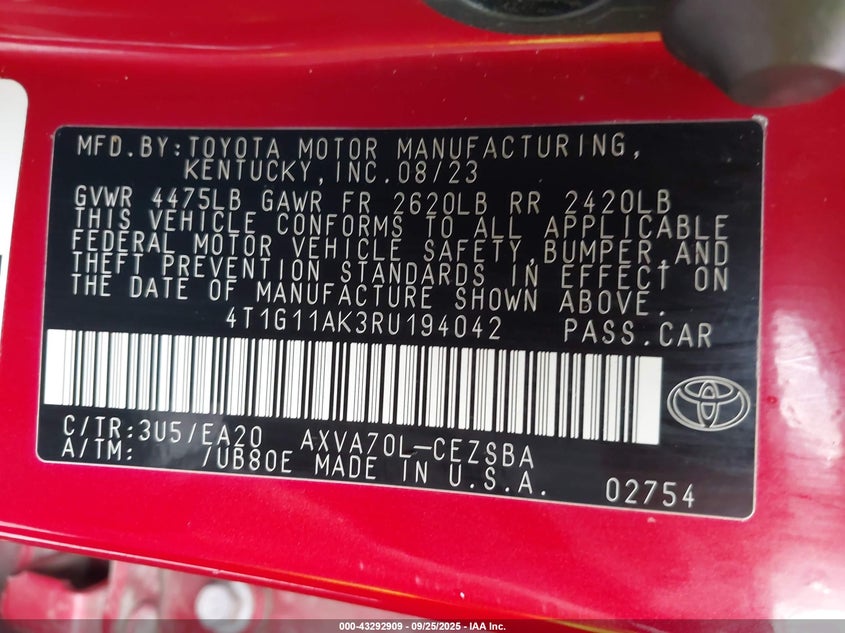 MFD.BY:TOYOTA MOTOR MANUFACTURING,
KENTUCKY,INC.08/23
GVWR 4475LB GAWR FR 2620LB RR 2420LB
THIS VEHICLE CONFORMS TO ALL APPLICABLE
FEDERAL MOTOR VEHICLE SAFETY,BUMPER,AND
THEFT PREVENTION STANDARDS IN EFFECT ON
THE DATE OF MANUFACTURE SHOWN ABOVE.
4T1G11AK3RU194042 PASS.CAR
C/TR:3U5/EA20 AXVA70L-CEZSBA
A/TM: /UB80E MADE IN U.S.A. 02754
000-43292909 - 09/25/2025 - IAA Inc.